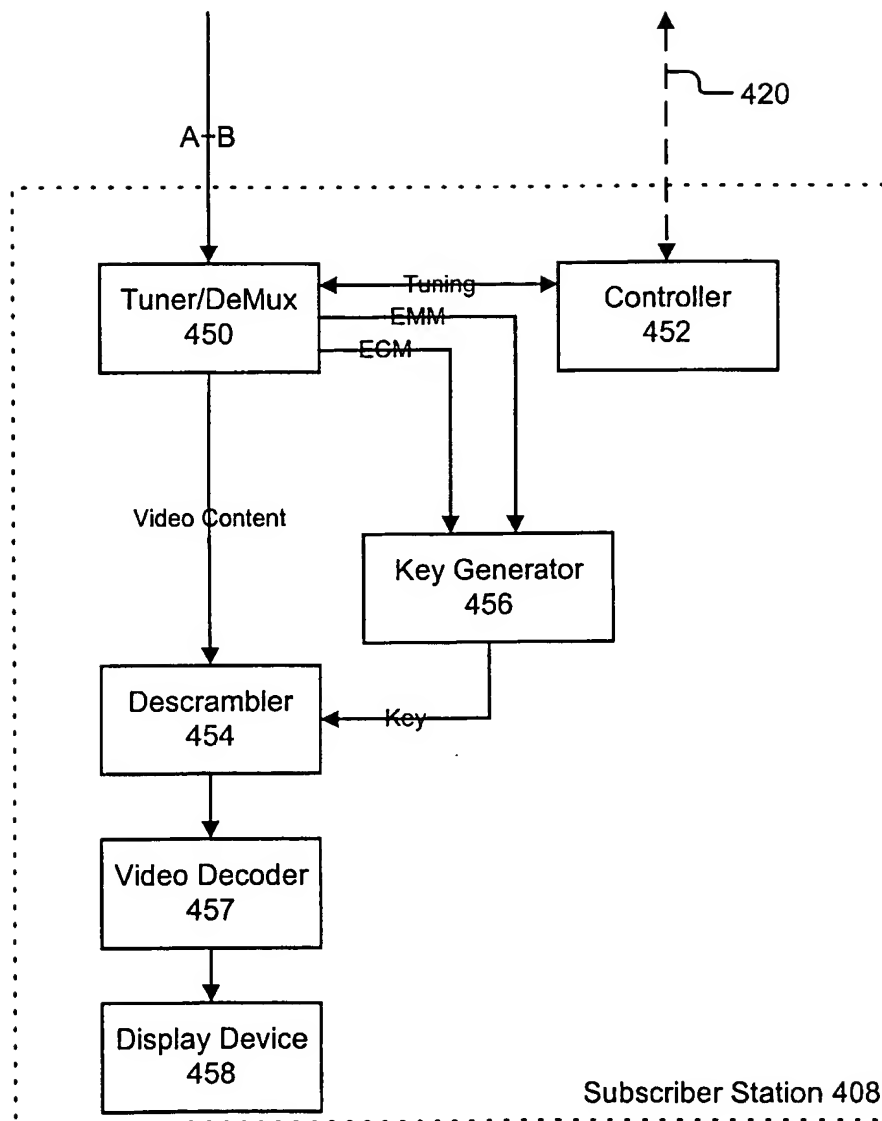 420
A-B
Tuner/DeMux
450
Tuning
EMM
ECM
Controller
452
Video Content
Key Generator
456
Descrambler
454
Key
Video Decoder
457
Display Device
458
Subscriber Station 408